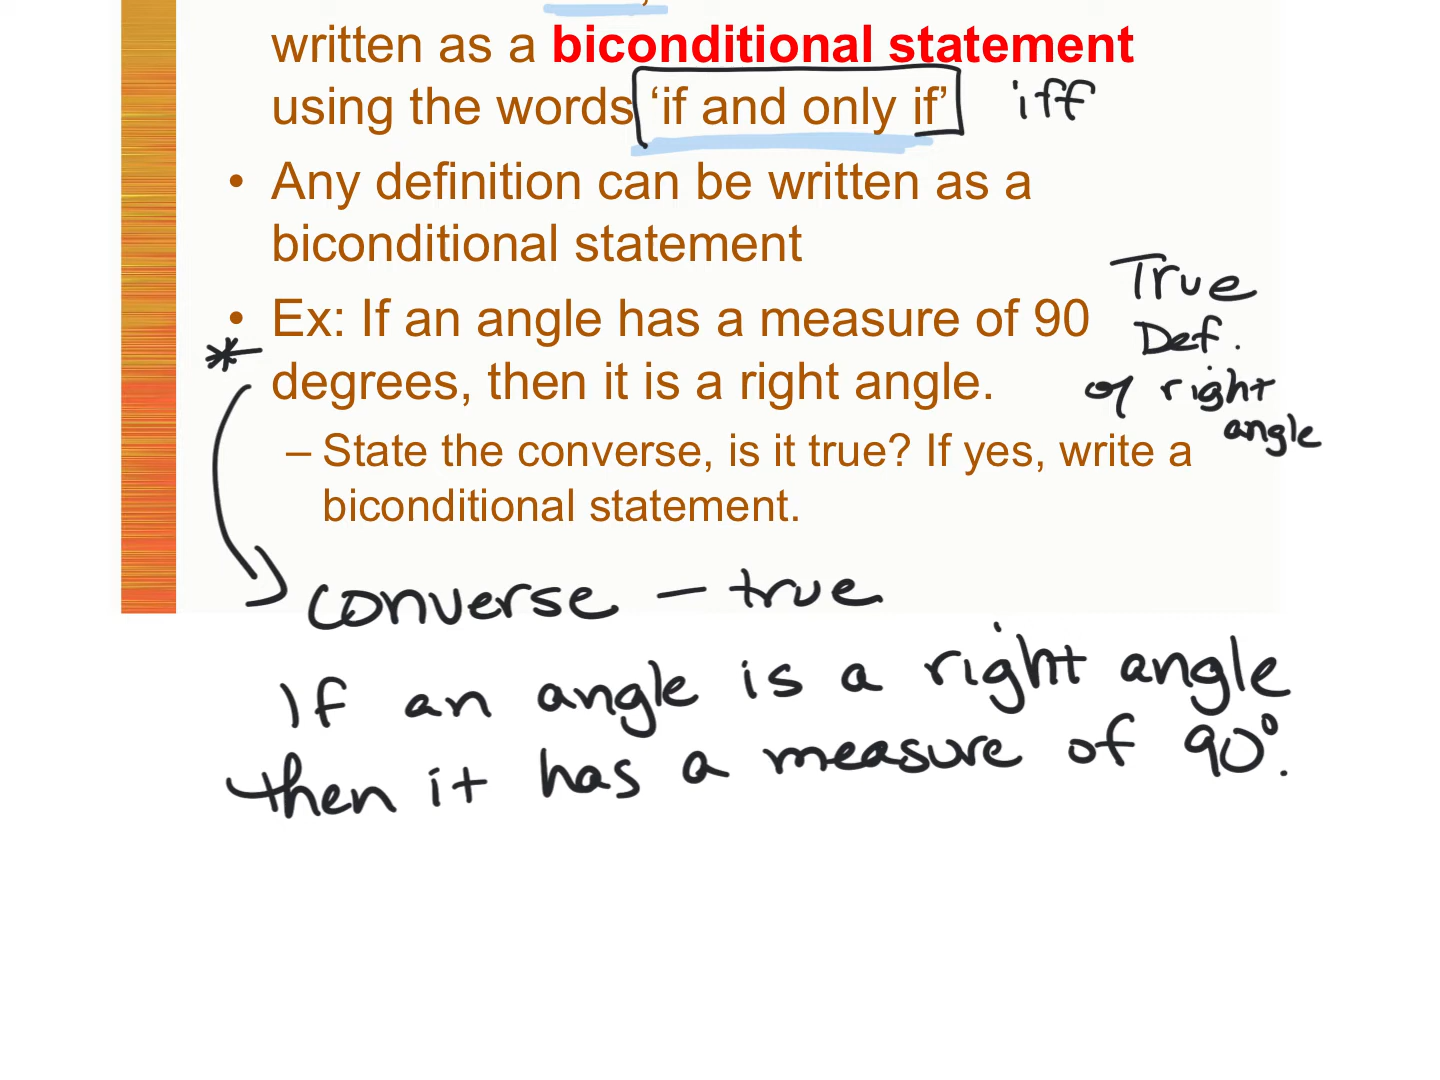 written as a biconditional statement
using the words ‘if and only if’ iff
• Any definition can be written as a
biconditional statement
• Ex: If an angle has a measure of 90
degrees, then it is a right angle.
True
Def.
of right
angle
*
– State the converse, is it true? If yes, write a
biconditional statement.
converse – true
If an angle is a right angle
then it has a measure of 90°.